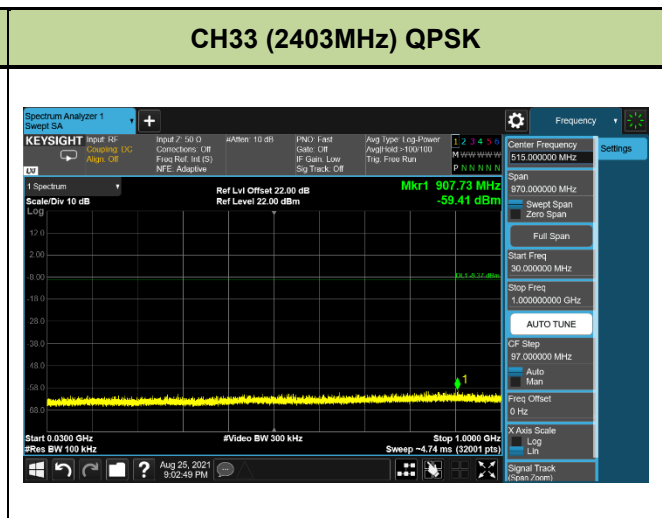 CH33 (2403MHz) QPSK
Spectrum Analyzer 1
Swept SA
+
Frequency
KEYSIGHT
Input: RF
Coupling: DC
Align: Off
Input Z: 50 Ω
Corrections: Off
Freq Ref: Int (S)
NFE: Adaptive
#Atten: 10 dB
PNO: Fast
Gate: Off
IF Gain: Low
Sig Track: Off
Avg Type: Log-Power
Avg|Hold:>100/100
Trig: Free Run
1 2 3 4 5 6
M W W W W W
P N N N N N
LXI
Center Frequency
515.000000 MHz
Settings
Span
970.000000 MHz
Swept Span
Zero Span
Full Span
Start Freq
30.000000 MHz
Stop Freq
1.000000000 GHz
AUTO TUNE
CF Step
97.000000 MHz
Auto
Man
Freq Offset
0 Hz
X Axis Scale
Log
Lin
Signal Track
(Span Zoom)
1 Spectrum
Scale/Div 10 dB
Ref Lvl Offset 22.00 dB
Ref Level 22.00 dBm
Mkr1 907.73 MHz
-59.41 dBm
Log
12.0
2.00
-8.00
-18.0
-28.0
-38.0
-48.0
-58.0
-68.0
1
Start 0.0300 GHz
#Res BW 100 kHz
#Video BW 300 kHz
Stop 1.0000 GHz
Sweep ~4.74 ms (32001 pts)
?
Aug 25, 2021
9:02:49 PM